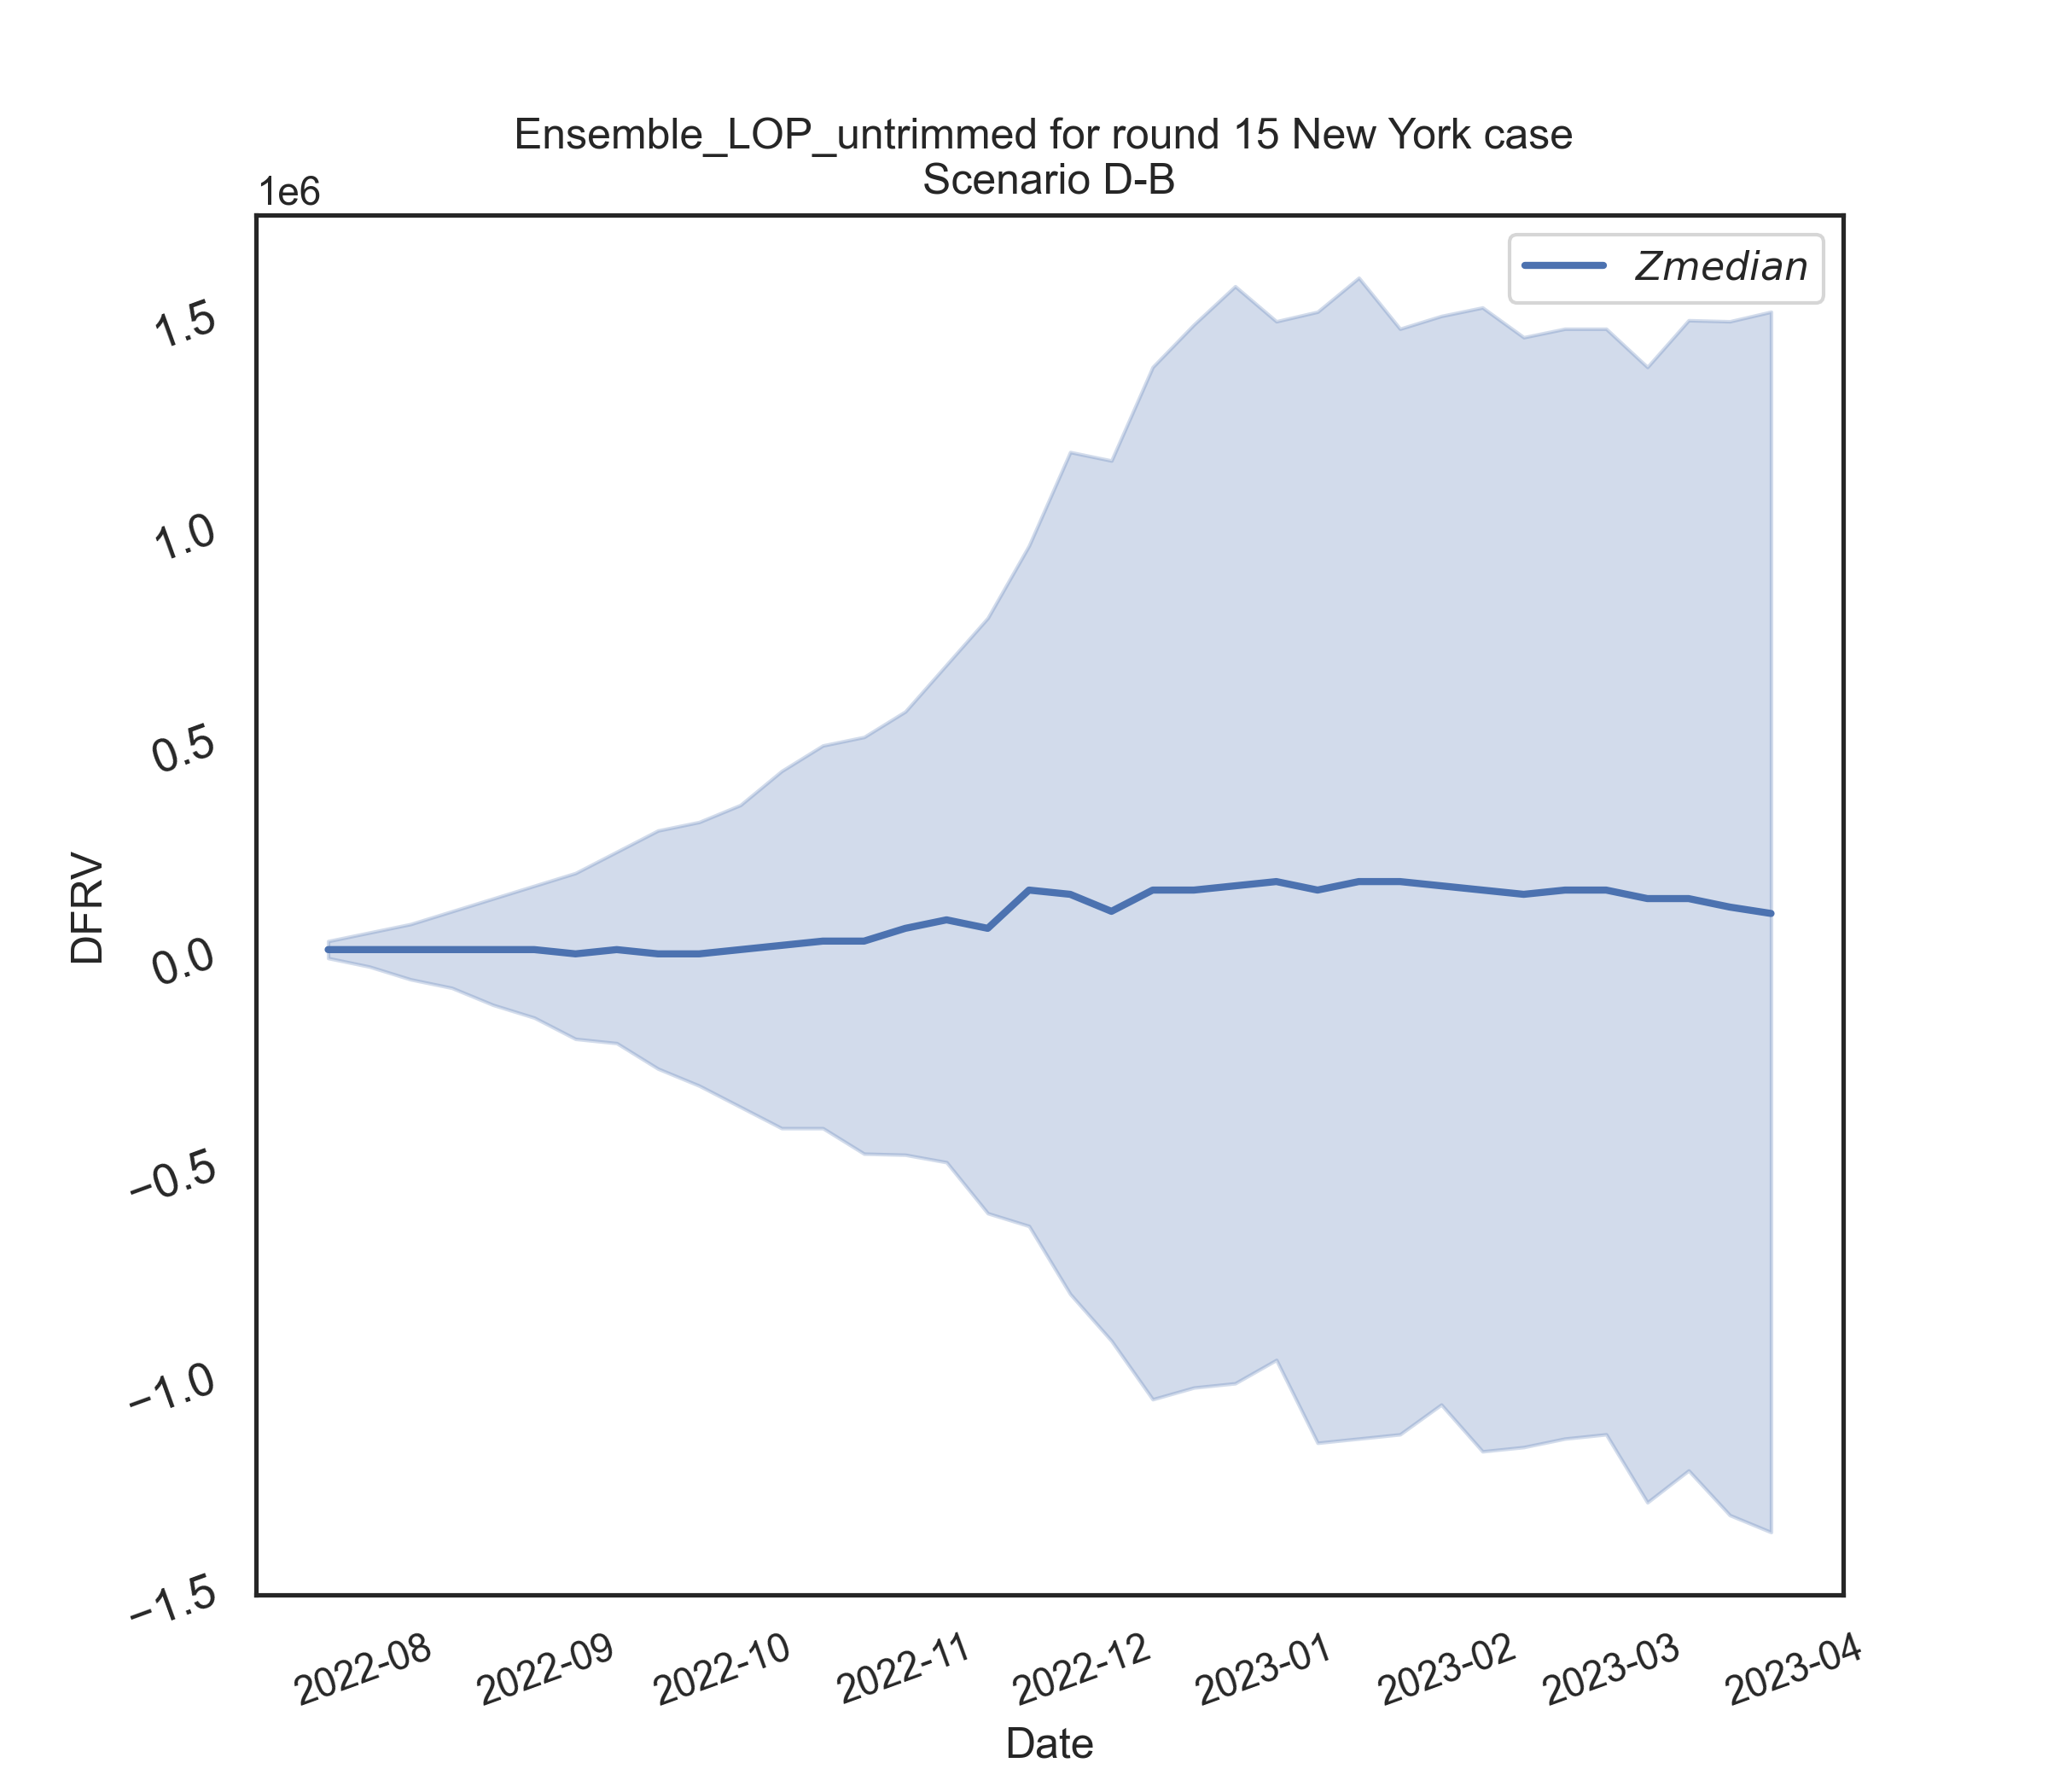 Ensemble_LOP_untrimmed for round 15 New York case
Scenario D-B
1e6
Zmedian
1.5
1.0
0.5
0.0
−0.5
−1.0
−1.5
DFRV
2022-08
2022-09
2022-10
2022-11
2022-12
2023-01
2023-02
2023-03
2023-04
Date